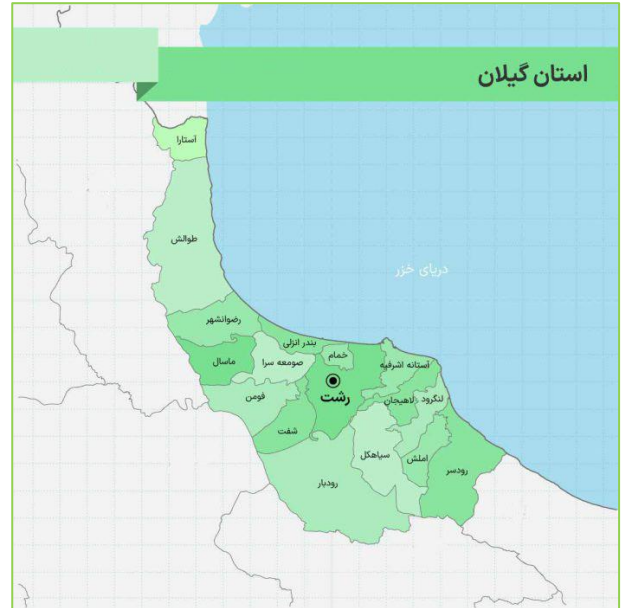 استان گیلان
آستارا
طوالش
دریای خزر
رضوانشهر
بندر انزلی
خمام
ماسال
صومعه سرا
آستانه اشرفیه
رشت
فومن
لاهیجان
لنگرود
شفت
سیاهکل
املش
رودسر
رودبار